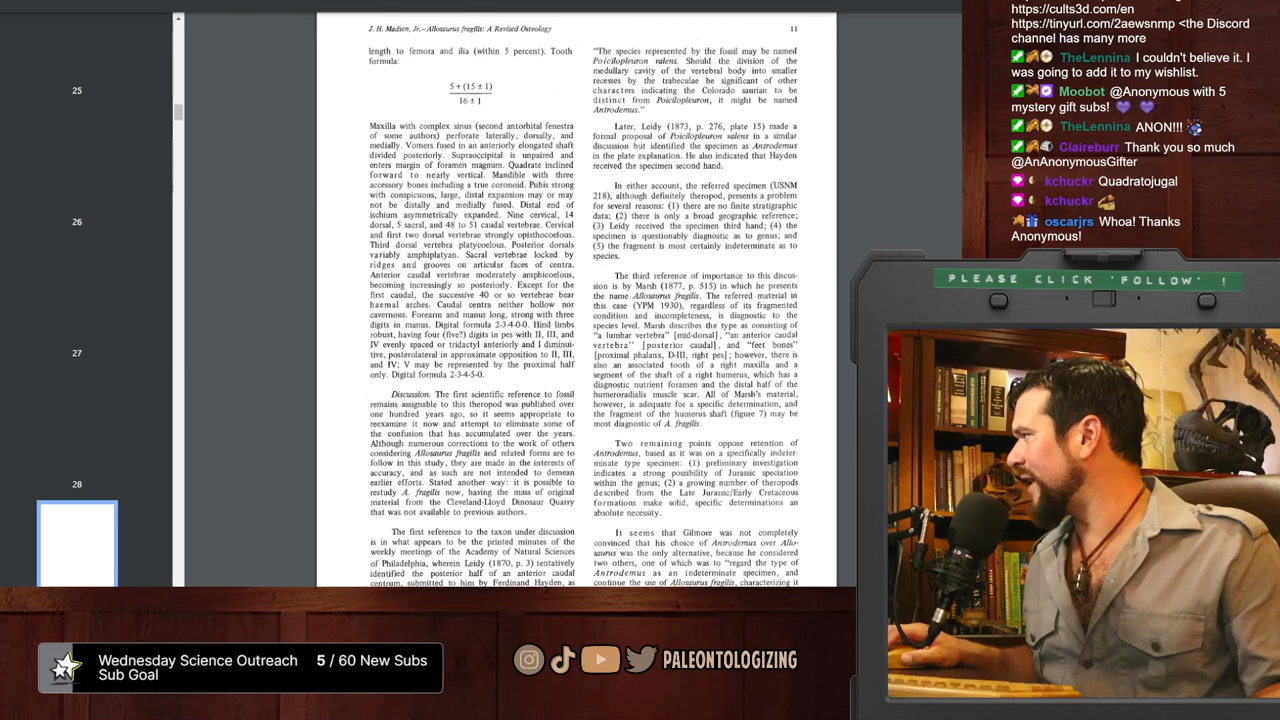 J. H. Madsen, Jr.–Allosaurus fragilis: A Revised Osteology
11
length to femora and ilia (within 5 percent). Tooth
formula:
5 + (15 ± 1)
16 ± 1
Maxilla with complex sinus (second antorbital fenestra
of some authors) perforate laterally, dorsally, and
medially. Vomers fused in an anteriorly elongated shaft
divided posteriorly. Supraoccipital is unpaired and
enters margin of foramen magnum. Quadrate inclined
forward to nearly vertical. Mandible with three
accessory bones including a true coronoid. Pubis strong
with conspicuous, large, distal expansion may or may
not be distally and medially fused. Distal end of
ischium asymmetrically expanded. Nine cervical, 14
dorsal, 5 sacral, and 48 to 51 caudal vertebrae. Cervical
and first two dorsal vertebrae strongly opisthocoelous.
Third dorsal vertebra platycoelous. Posterior dorsals
variably amphiplatyan. Sacral vertebrae locked by
ridges and grooves on articular faces of centra.
Anterior caudal vertebrae moderately amphicoelous,
becoming increasingly so posteriorly. Except for the
first caudal, the successive 40 or so vertebrae bear
haemal arches. Caudal centra neither hollow nor
cavernous. Forearm and manus long, strong with three
digits in manus. Digital formula 2-3-4-0-0. Hind limbs
robust, having four (five?) digits in pes with II, III, and
IV evenly spaced or tridactyl anteriorly and I diminui-
tive, posterolateral in approximate opposition to II, III,
and IV; V may be represented by the proximal half
only. Digital formula 2-3-4-5-0.
Discussion. The first scientific reference to fossil
remains assignable to this theropod was published over
one hundred years ago, so it seems appropriate to
reexamine it now and attempt to eliminate some of
the confusion that has accumulated over the years.
Although numerous corrections to the work of others
considering Allosaurus fragilis and related forms are to
follow in this study, they are made in the interests of
accuracy, and as such are not intended to demean
earlier efforts. Stated another way: it is possible to
restudy A. fragilis now, having the mass of original
material from the Cleveland-Lloyd Dinosaur Quarry
that was not available to previous authors.
The first reference to the taxon under discussion
is in what appears to be the printed minutes of the
weekly meetings of the Academy of Natural Sciences
of Philadelphia, wherein Leidy (1870, p. 3) tentatively
identified the posterior half of an anterior caudal
centrum, submitted to him by Ferdinand Hayden, as
"The species represented by the fossil may be named
Poicilopleuron valens. Should the division of the
medullary cavity of the vertebral body into smaller
recesses by the trabeculae be significant of other
characters indicating the Colorado saurian to be
distinct from Poicilopleuron, it might be named
Antrodemus."
Later, Leidy (1873, p. 276, plate 15) made a
formal proposal of Poicilopleuron valens in a similar
discussion but identified the specimen as Antrodemus
in the plate explanation. He also indicated that Hayden
received the specimen second hand.
In either account, the referred specimen (USNM
218), although definitely theropod, presents a problem
for several reasons: (1) there are no finite stratigraphic
data; (2) there is only a broad geographic reference;
(3) Leidy received the specimen third hand; (4) the
specimen is questionably diagnostic as to genus; and
(5) the fragment is most certainly indeterminate as to
species.
The third reference of importance to this discus-
sion is by Marsh (1877, p. 515) in which he presents
the name Allosaurus fragilis. The referred material in
this case (YPM 1930), regardless of its fragmented
condition and incompleteness, is diagnostic to the
species level. Marsh describes the type as consisting of
"a lumbar vertebra" [mid-dorsal], "an anterior caudal
vertebra" [posterior caudal], and "feet bones"
[proximal phalanx, D-III, right pes]; however, there is
also an associated tooth of a right maxilla and a
segment of the shaft of a right humerus, which has a
diagnostic nutrient foramen and the distal half of the
humeroradialis muscle scar. All of Marsh's material,
however, is adequate for a specific determination, and
the fragment of the humerus shaft (figure 7) may be
most diagnostic of A. fragilis.
Two remaining points oppose retention of
Antrodemus, based as it was on a specifically indeter-
minate type specimen: (1) preliminary investigation
indicates a strong possibility of Jurassic speciation
within the genus; (2) a growing number of theropods
described from the Late Jurassic/Early Cretaceous
formations make solid, specific determinations an
absolute necessity.
It seems that Gilmore was not completely
convinced that his choice of Antrodemus over Allo-
saurus was the only alternative, because he considered
two others, one of which was to "regard the type of
Antrodemus as an indeterminate specimen, and
continue the use of Allosaurus fragilis, characterizing it
25
26
27
28
https://cults3d.com/en
https://tinyurl.com/2aewsnmp <the Discord
channel has many more
TheLennina I couldn't believe it. I
was going to add it to my wishlist.
Moobot @Anonymous with 5
mystery gift subs!
TheLennina ANON!!!
Claireburr Thank you so much
@AnAnonymousGifter
kchuckr Quadratojugal
kchuckr
oscarjrs Whoa! Thanks
Anonymous!
PLEASE CLICK 'FOLLOW' !
Wednesday Science Outreach 5 / 60 New Subs
Sub Goal
PALEONTOLOGIZING